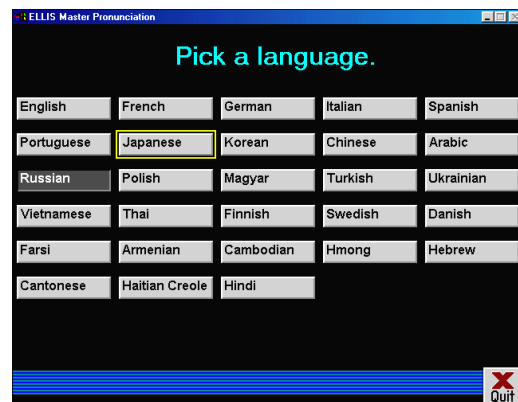 ELLIS Master Pronunciation
Pick a language.
English French German Italian Spanish
Portuguese Japanese Korean Chinese Arabic
Russian Polish Magyar Turkish Ukrainian
Vietnamese Thai Finnish Swedish Danish
Farsi Armenian Cambodian Hmong Hebrew
Cantonese Haitian Creole Hindi
Quit